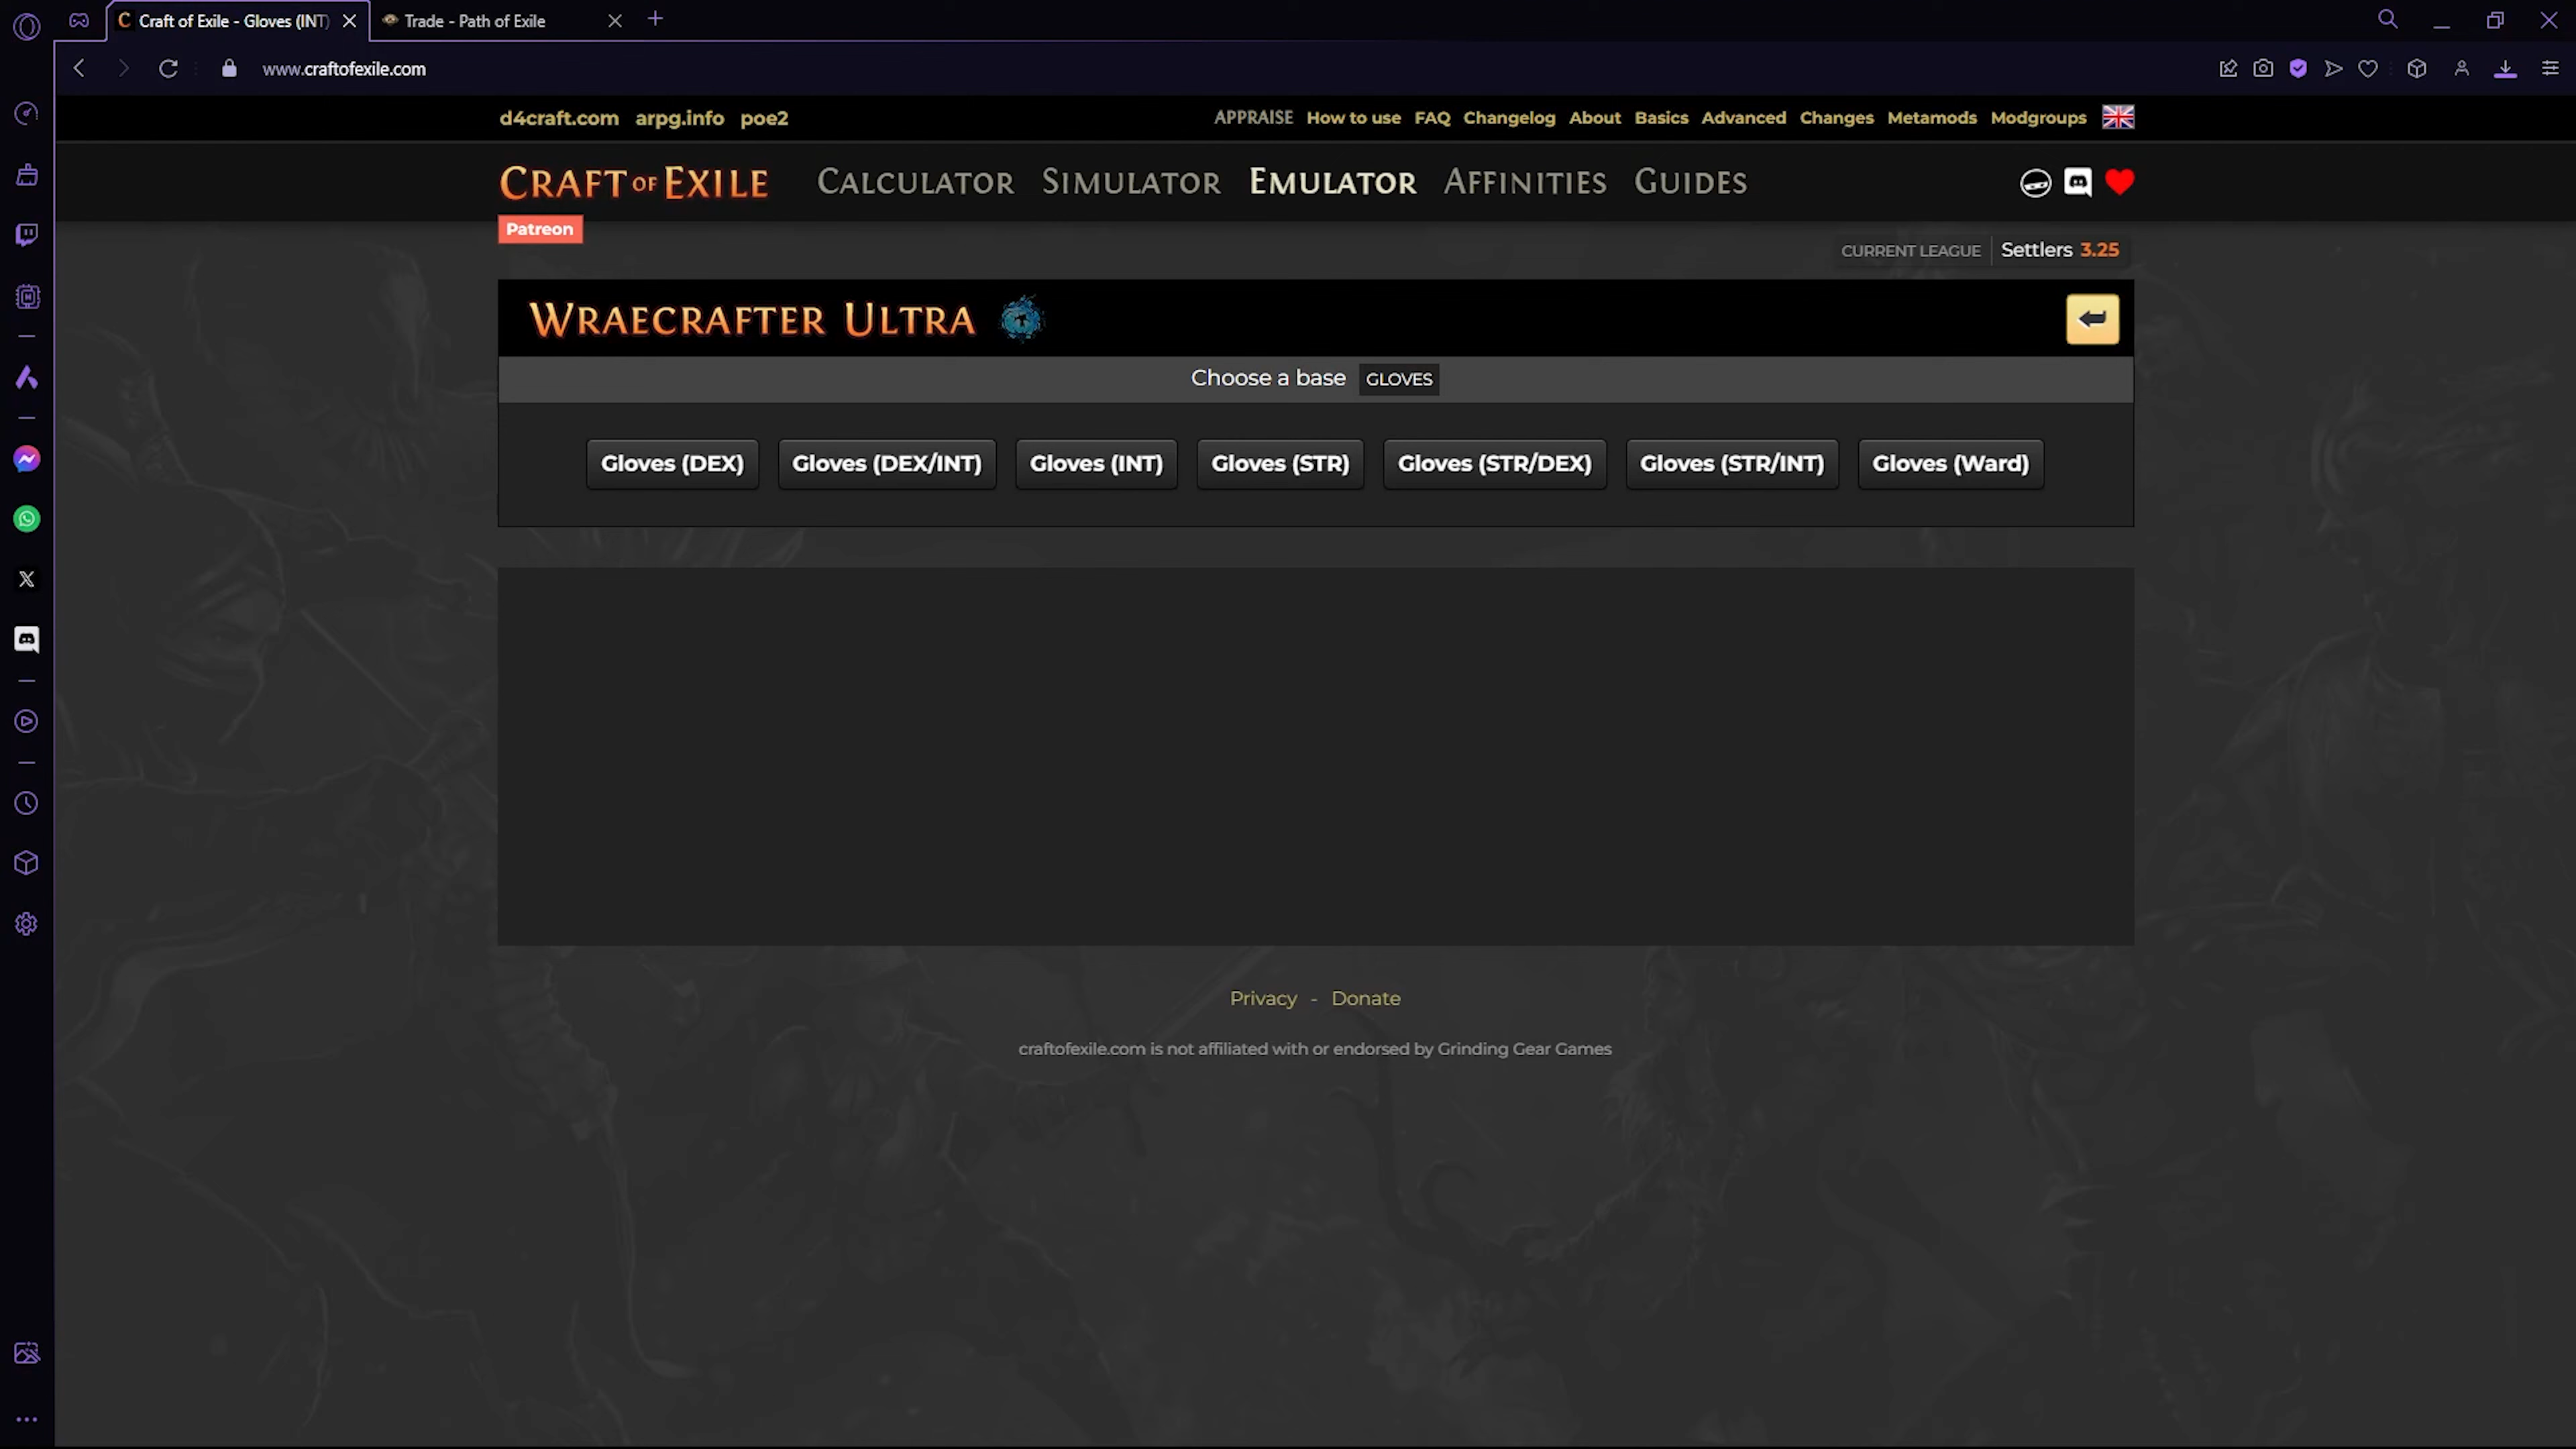 Craft of Exile - Gloves (INT)
Trade - Path of Exile
www.craftofexile.com
d4craft.com arpg.info poe2
APPRAISE How to use FAQ Changelog About Basics Advanced Changes Metamods Modgroups
CRAFT OF EXILE CALCULATOR SIMULATOR EMULATOR AFFINITIES GUIDES
Patreon
CURRENT LEAGUE Settlers 3.25
WRAECRAFTER ULTRA
Choose a base GLOVES
Gloves (DEX) Gloves (DEX/INT) Gloves (INT) Gloves (STR) Gloves (STR/DEX) Gloves (STR/INT) Gloves (Ward)
Privacy - Donate
craftofexile.com is not affiliated with or endorsed by Grinding Gear Games